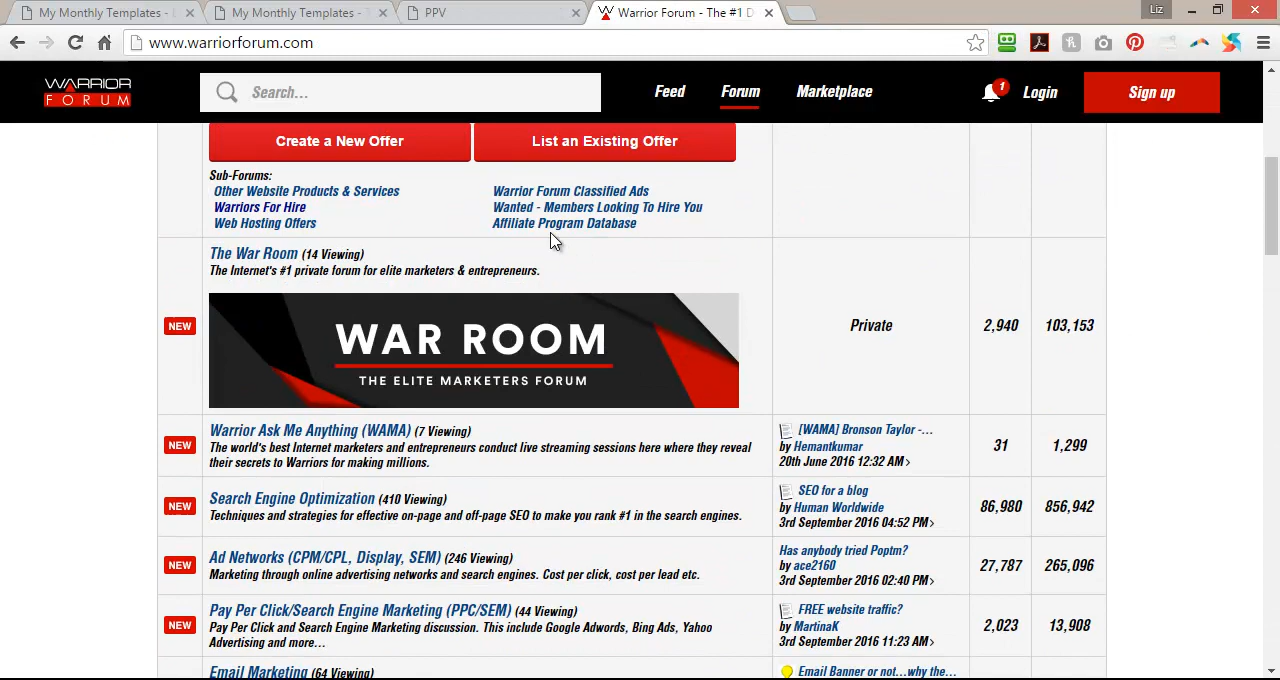 My Monthly Templates - L
My Monthly Templates - T
PPV
Warrior Forum - The #1 D
Liz
www.warriorforum.com
WARRIOR
FORUM
Search...
Feed
Forum
Marketplace
1
Login
Sign up
Create a New Offer
List an Existing Offer
Sub-Forums:
Other Website Products & Services
Warrior Forum Classified Ads
Warriors For Hire
Wanted - Members Looking To Hire You
Web Hosting Offers
Affiliate Program Database
The War Room (14 Viewing)
The Internet's #1 private forum for elite marketers & entrepreneurs.
NEW
WAR ROOM
THE ELITE MARKETERS FORUM
Private
2,940
103,153
NEW
Warrior Ask Me Anything (WAMA) (7 Viewing)
The world's best Internet marketers and entrepreneurs conduct live streaming sessions here where they reveal
their secrets to Warriors for making millions.
[WAMA] Bronson Taylor -...
by Hemantkumar
20th June 2016 12:32 AM›
31
1,299
NEW
Search Engine Optimization (410 Viewing)
Techniques and strategies for effective on-page and off-page SEO to make you rank #1 in the search engines.
SEO for a blog
by Human Worldwide
3rd September 2016 04:52 PM›
86,980
856,942
NEW
Ad Networks (CPM/CPL, Display, SEM) (246 Viewing)
Marketing through online advertising networks and search engines. Cost per click, cost per lead etc.
Has anybody tried Poptm?
by ace2160
3rd September 2016 02:40 PM›
27,787
265,096
NEW
Pay Per Click/Search Engine Marketing (PPC/SEM) (44 Viewing)
Pay Per Click and Search Engine Marketing discussion. This include Google Adwords, Bing Ads, Yahoo
Advertising and more...
FREE website traffic?
by MartinaK
3rd September 2016 11:23 AM›
2,023
13,908
Email Marketing (64 Viewing)
Email Banner or not...why the...